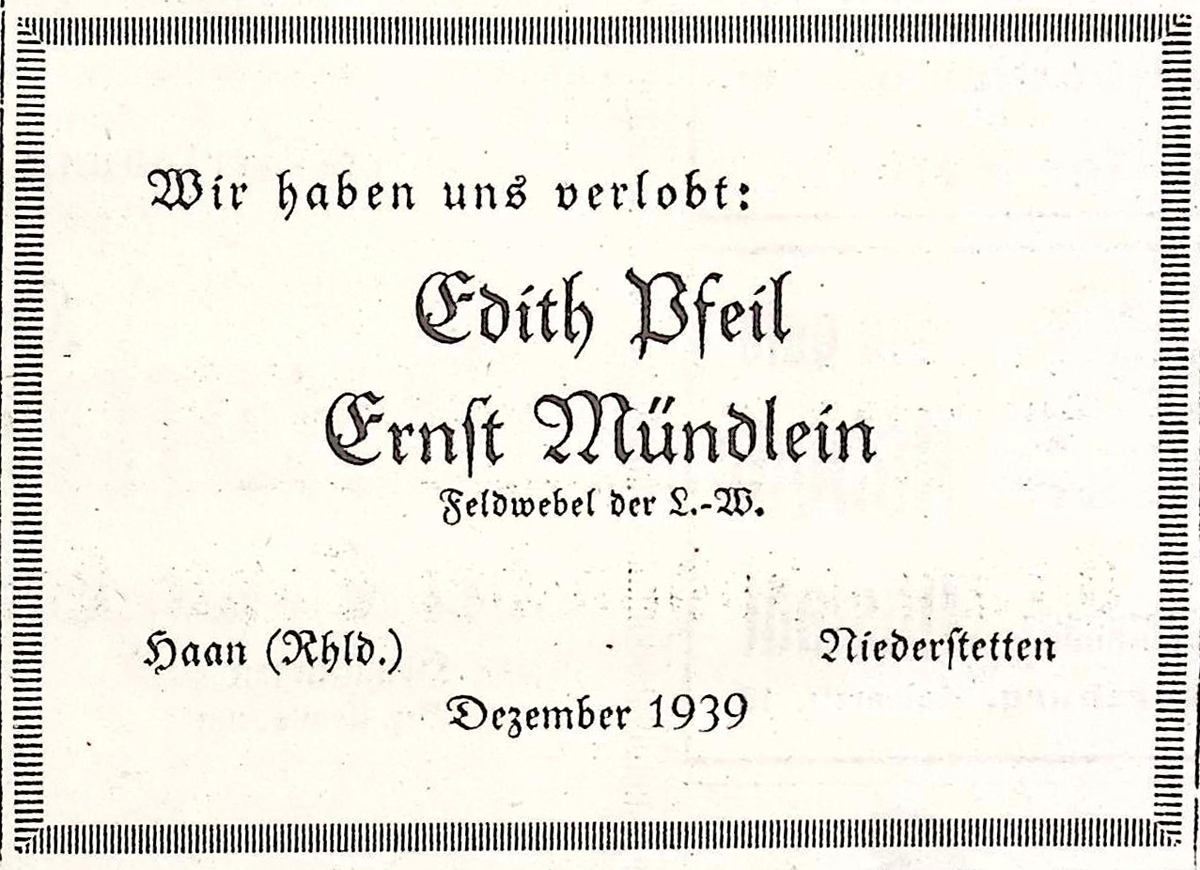 Wir haben uns verlobt:
Edith Pfeil
Ernſt Mündlein
Feldwebel der L.-W.
Haan (Rhld.) Niederſtetten
Dezember 1939